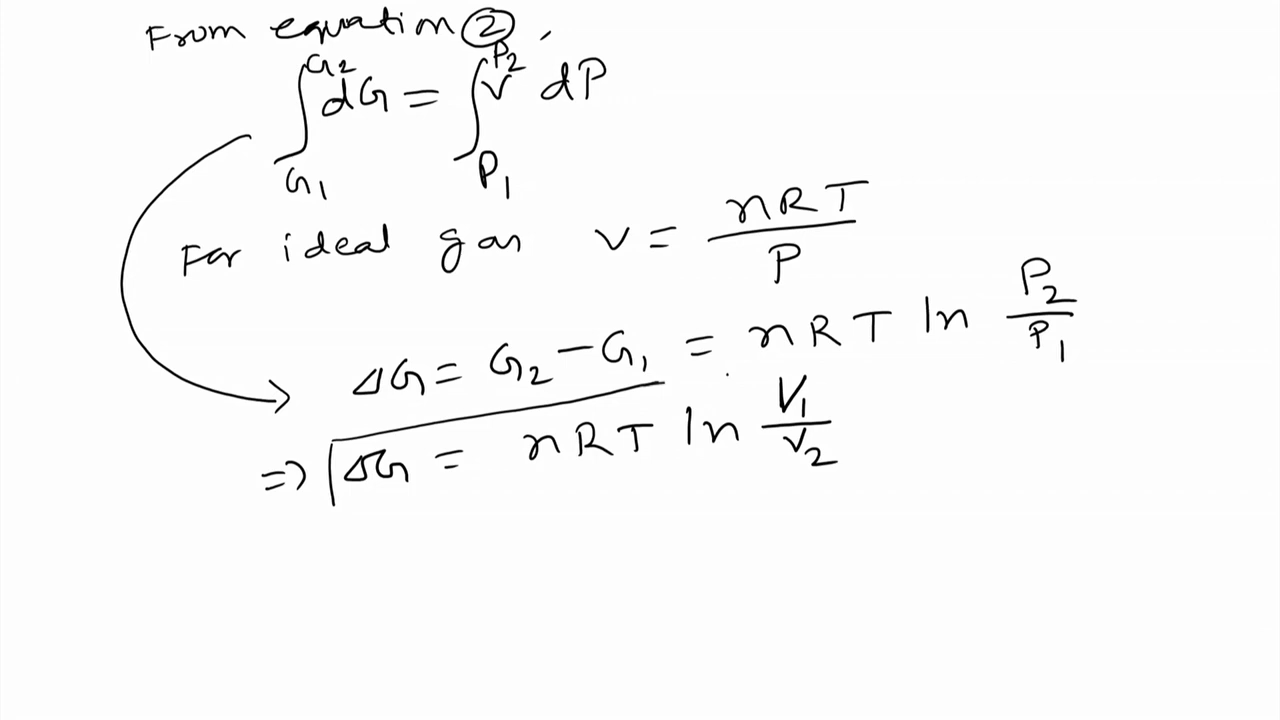 From equation ②,
∫_{G₁}^{G₂} dG = ∫_{P₁}^{P₂} V dP
For ideal gas V = nRT/P
ΔG = G₂ − G₁ = nRT ln P₂/P₁
⇒ ΔG = nRT ln V₁/V₂